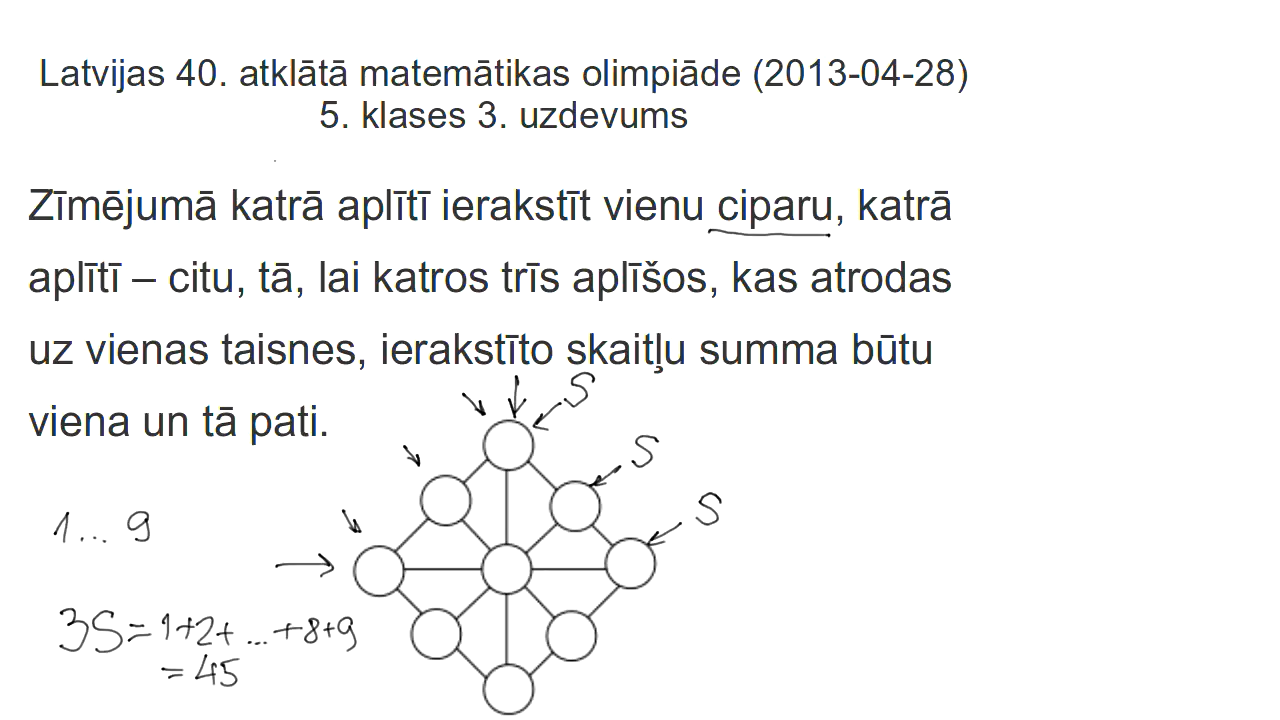 Latvijas 40. atklātā matemātikas olimpiāde (2013-04-28)
5. klases 3. uzdevums
Zīmējumā katrā aplītī ierakstīt vienu ciparu, katrā
aplītī – citu, tā, lai katros trīs aplīšos, kas atrodas
uz vienas taisnes, ierakstīto skaitļu summa būtu
viena un tā pati.
S
S
S
1... 9
3S=1+2+ ...+8+9
= 45